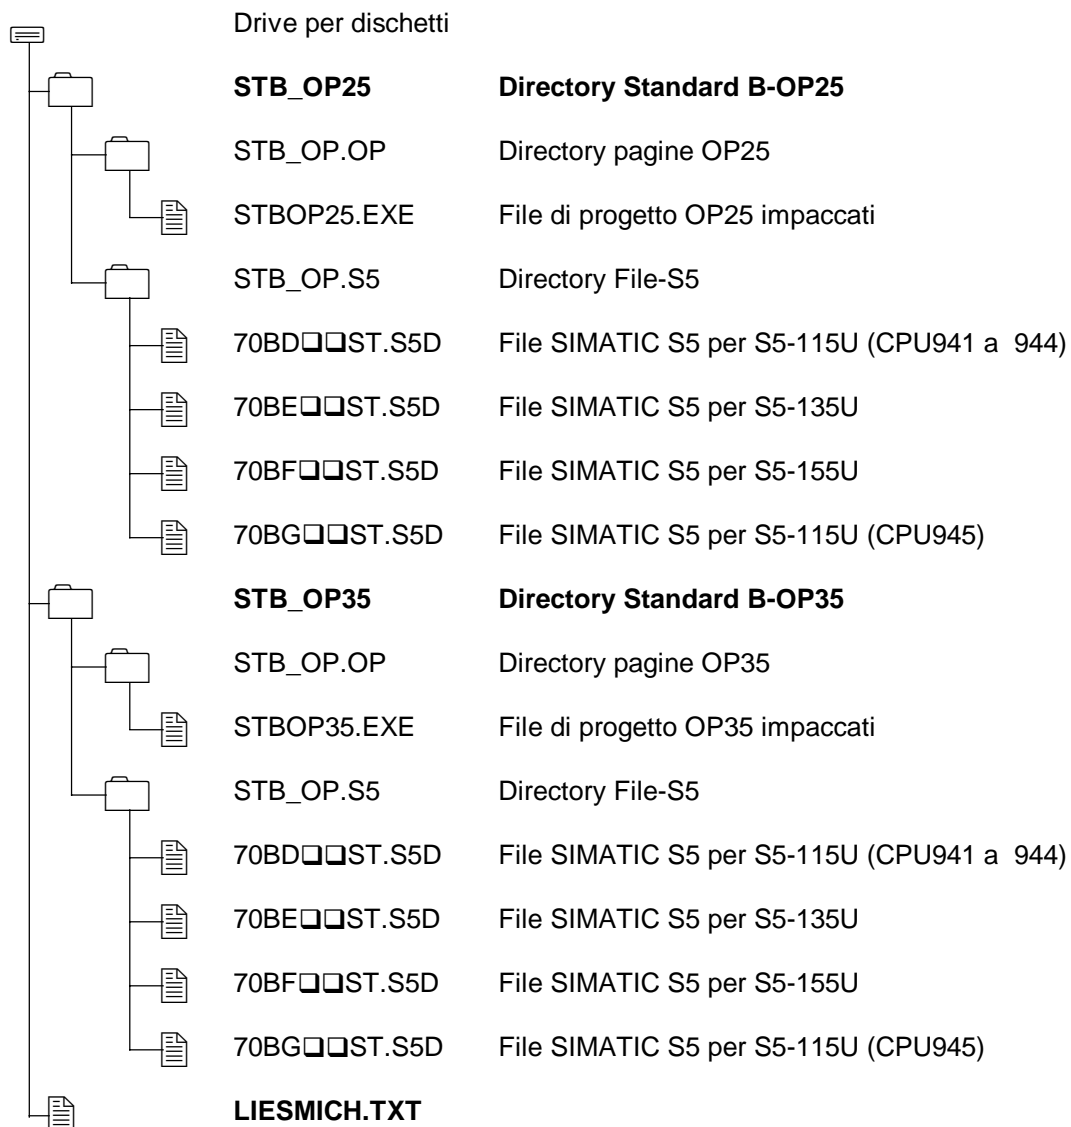 Drive per dischetti
STB_OP25 Directory Standard B-OP25
STB_OP.OP Directory pagine OP25
STBOP25.EXE File di progetto OP25 impaccati
STB_OP.S5 Directory File-S5
70BD❑❑ST.S5D File SIMATIC S5 per S5-115U (CPU941 a 944)
70BE❑❑ST.S5D File SIMATIC S5 per S5-135U
70BF❑❑ST.S5D File SIMATIC S5 per S5-155U
70BG❑❑ST.S5D File SIMATIC S5 per S5-115U (CPU945)
STB_OP35 Directory Standard B-OP35
STB_OP.OP Directory pagine OP35
STBOP35.EXE File di progetto OP35 impaccati
STB_OP.S5 Directory File-S5
70BD❑❑ST.S5D File SIMATIC S5 per S5-115U (CPU941 a 944)
70BE❑❑ST.S5D File SIMATIC S5 per S5-135U
70BF❑❑ST.S5D File SIMATIC S5 per S5-155U
70BG❑❑ST.S5D File SIMATIC S5 per S5-115U (CPU945)
LIESMICH.TXT